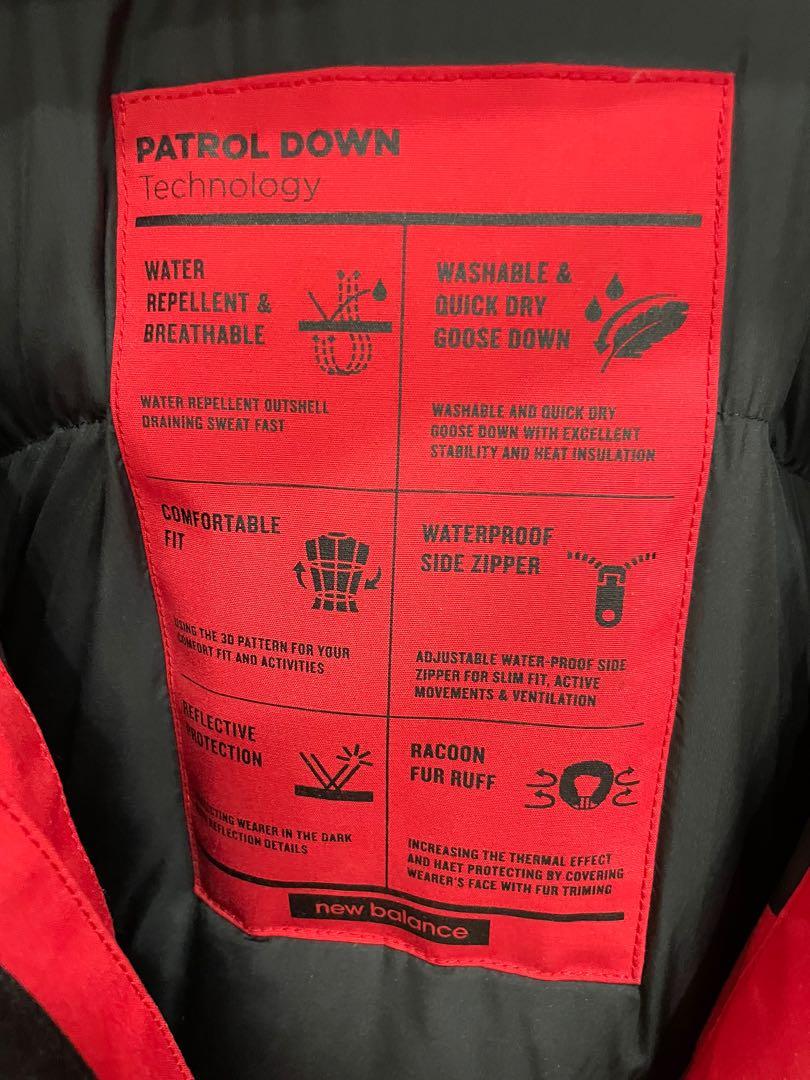 PATROL DOWN
Technology
WATER
REPELLENT &
BREATHABLE
WATER REPELLENT OUTSHELL
DRAINING SWEAT FAST
WASHABLE &
QUICK DRY
GOOSE DOWN
WASHABLE AND QUICK DRY
GOOSE DOWN WITH EXCELLENT
STABILITY AND HEAT INSULATION
COMFORTABLE
FIT
USING THE 3D PATTERN FOR YOUR
COMFORT FIT AND ACTIVITIES
WATERPROOF
SIDE ZIPPER
ADJUSTABLE WATER-PROOF SIDE
ZIPPER FOR SLIM FIT, ACTIVE
MOVEMENTS & VENTILATION
REFLECTIVE
PROTECTION
WEARER IN THE DARK
REFLECTION DETAILS
RACOON
FUR RUFF
INCREASING THE THERMAL EFFECT
AND HAET PROTECTING BY COVERING
WEARER'S FACE WITH FUR TRIMING
new balance